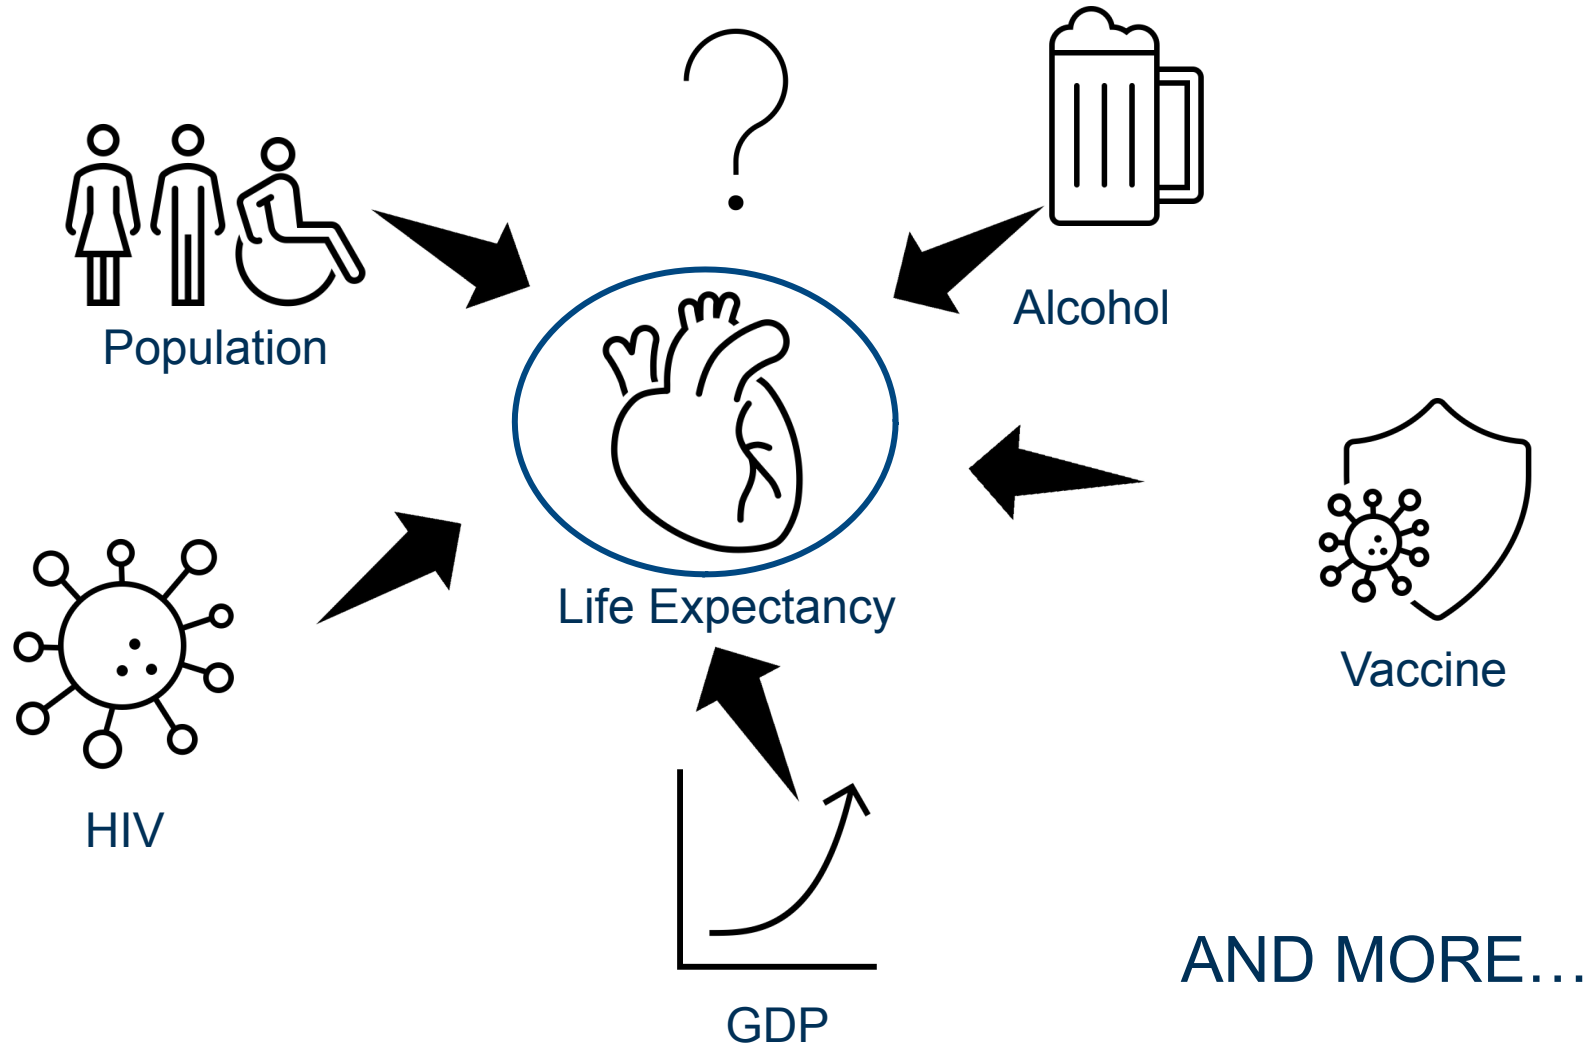 ?
Alcohol
Population
Life Expectancy
Vaccine
HIV
AND MORE…
GDP